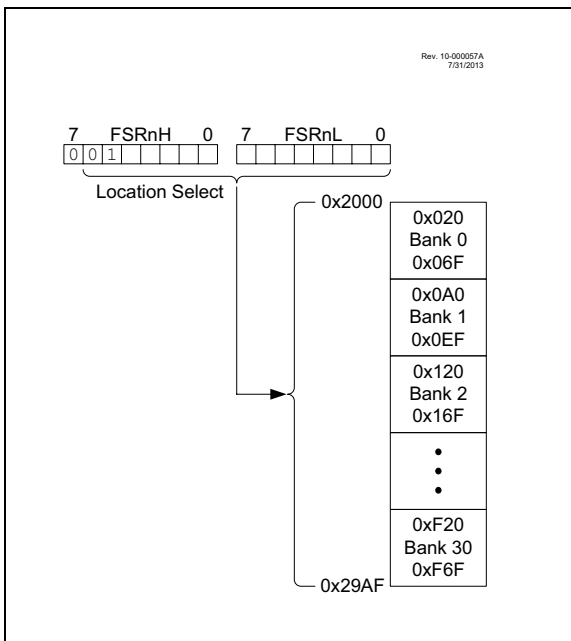 Rev. 10-000057A
7/31/2013
7 FSRnH 0 7 FSRnL 0
0 0 1
Location Select
0x2000
0x020
Bank 0
0x06F
0x0A0
Bank 1
0x0EF
0x120
Bank 2
0x16F
0xF20
Bank 30
0xF6F
0x29AF